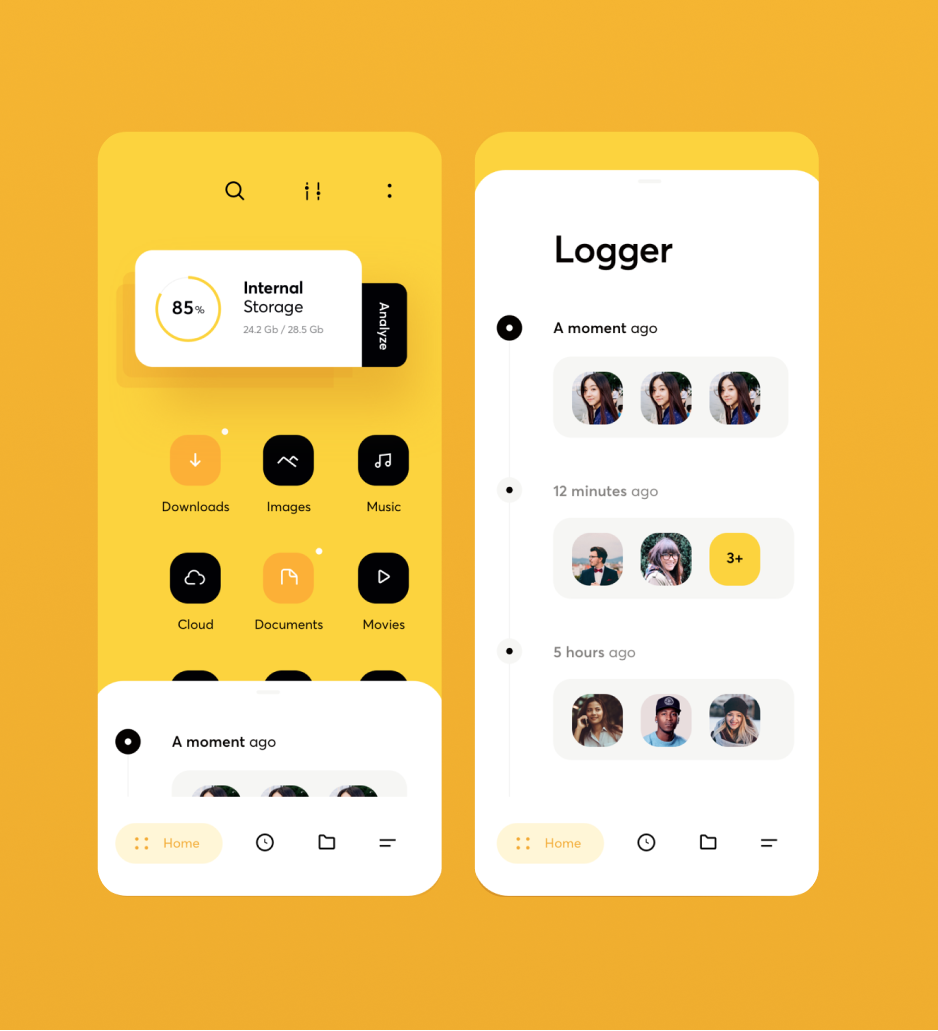 85%
Internal
Storage
24.2 Gb / 28.5 Gb
Analyze
Downloads
Images
Music
Cloud
Documents
Movies
A moment ago
Home
Logger
A moment ago
12 minutes ago
3+
5 hours ago
Home